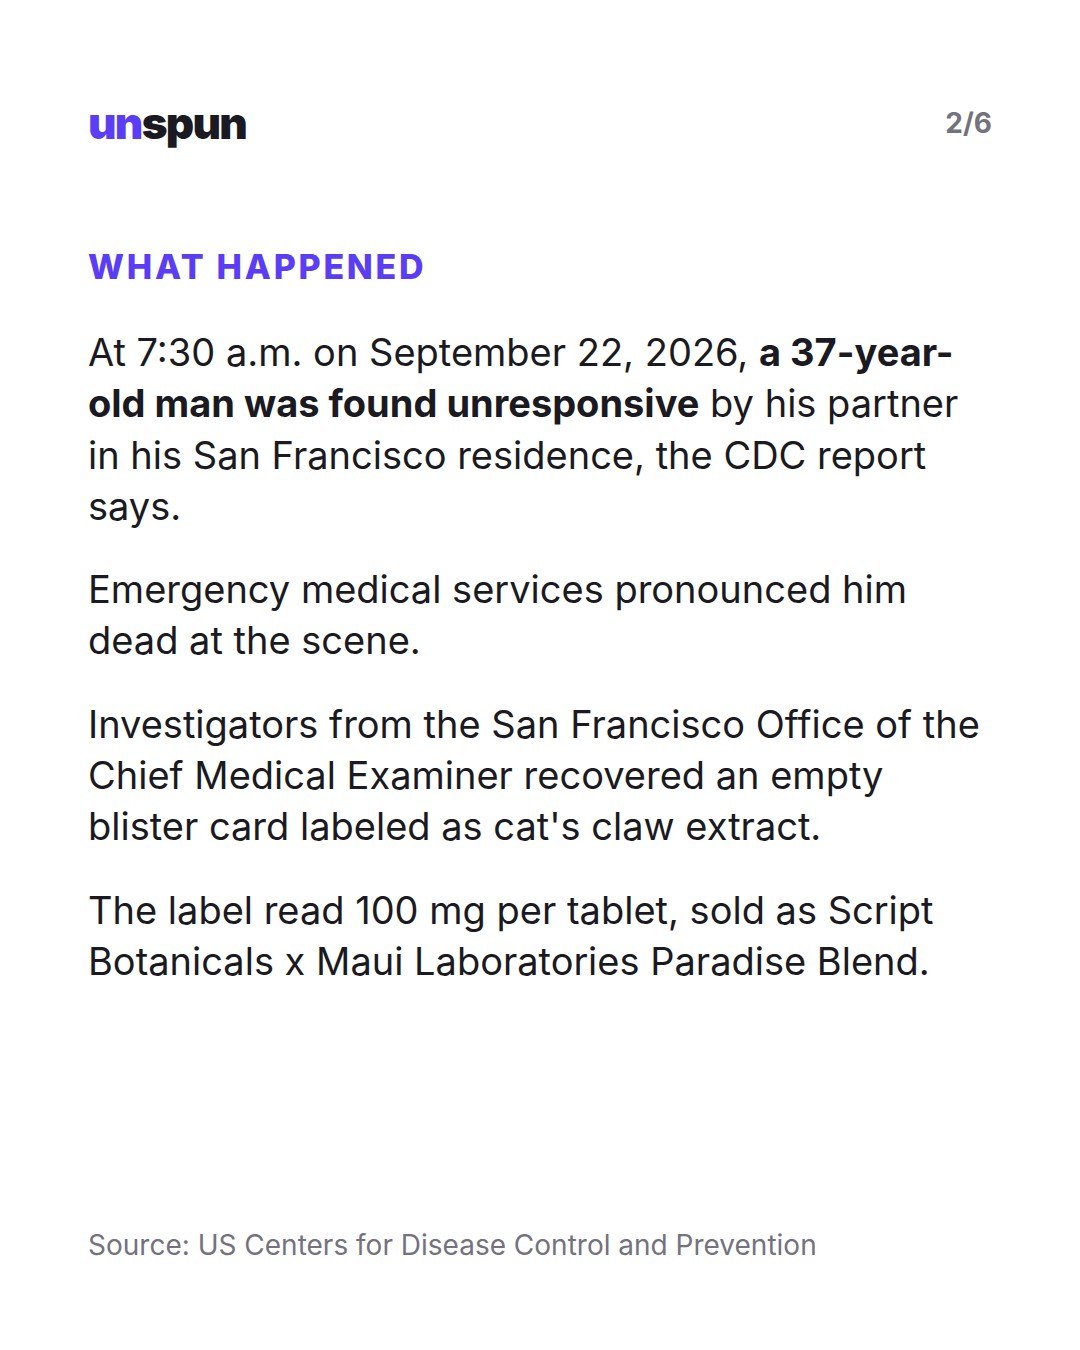 unspun
2/6
WHAT HAPPENED
At 7:30 a.m. on September 22, 2026, a 37-year-
old man was found unresponsive by his partner
in his San Francisco residence, the CDC report
says.
Emergency medical services pronounced him
dead at the scene.
Investigators from the San Francisco Office of the
Chief Medical Examiner recovered an empty
blister card labeled as cat's claw extract.
The label read 100 mg per tablet, sold as Script
Botanicals x Maui Laboratories Paradise Blend.
Source: US Centers for Disease Control and Prevention